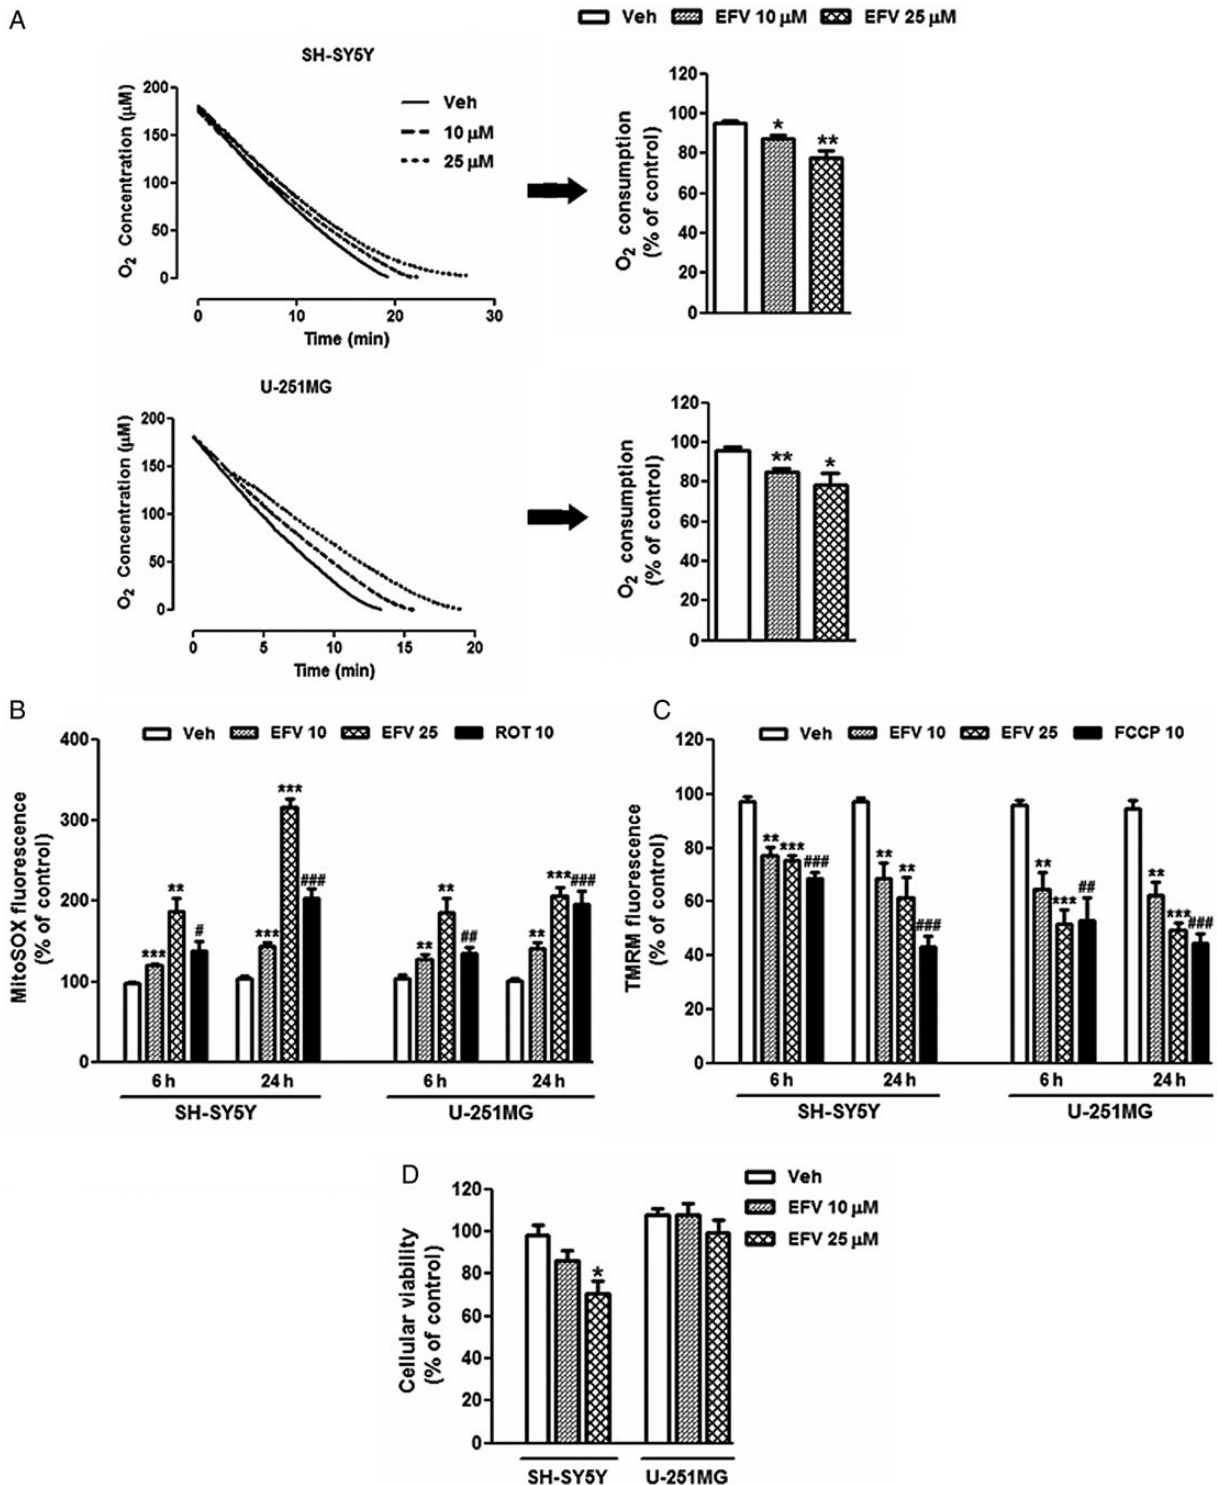 A
Veh EFV 10 µM EFV 25 µM
SH-SY5Y
O2 Concentration (µM)
200
150
100
50
0
0 10 20 30
Time (min)
Veh
10 µM
25 µM
O2 consumption
(% of control)
120
100
80
60
40
20
0
*
**
U-251MG
O2 Concentration (µM)
200
150
100
50
0
0 5 10 15 20
Time (min)
O2 consumption
(% of control)
120
100
80
60
40
20
0
**
*
B
Veh EFV 10 EFV 25 ROT 10
MitoSOX fluorescence
(% of control)
400
300
200
100
0
*** ** #
*** *** ###
** ** ##
** *** ###
6 h 24 h 6 h 24 h
SH-SY5Y U-251MG
C
Veh EFV 10 EFV 25 FCCP 10
TMRM fluorescence
(% of control)
120
100
80
60
40
20
0
** *** ###
** ** ###
** *** ##
** *** ###
6 h 24 h 6 h 24 h
SH-SY5Y U-251MG
D
Veh
EFV 10 µM
EFV 25 µM
Cellular viability
(% of control)
120
100
80
60
40
20
0
*
SH-SY5Y U-251MG